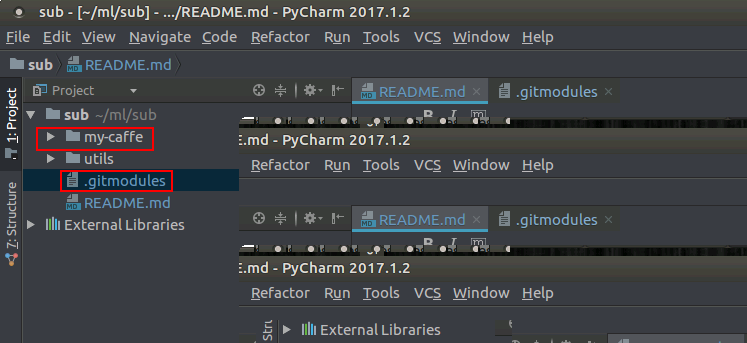 sub - [~/ml/sub] - .../README.md - PyCharm 2017.1.2
File Edit View Navigate Code Refactor Run Tools VCS Window Help
sub README.md
Project README.md × .gitmodules ×
1: Project
7: Structure
sub ~/ml/sub
my-caffe
utils
.gitmodules
README.md
External Libraries
B I
E.md - PyCharm 2017.1.2
Refactor Run Tools VCS Window Help
README.md × .gitmodules ×
B I
E.md - PyCharm 2017.1.2
Refactor Run Tools VCS Window Help
Stru
External Libraries